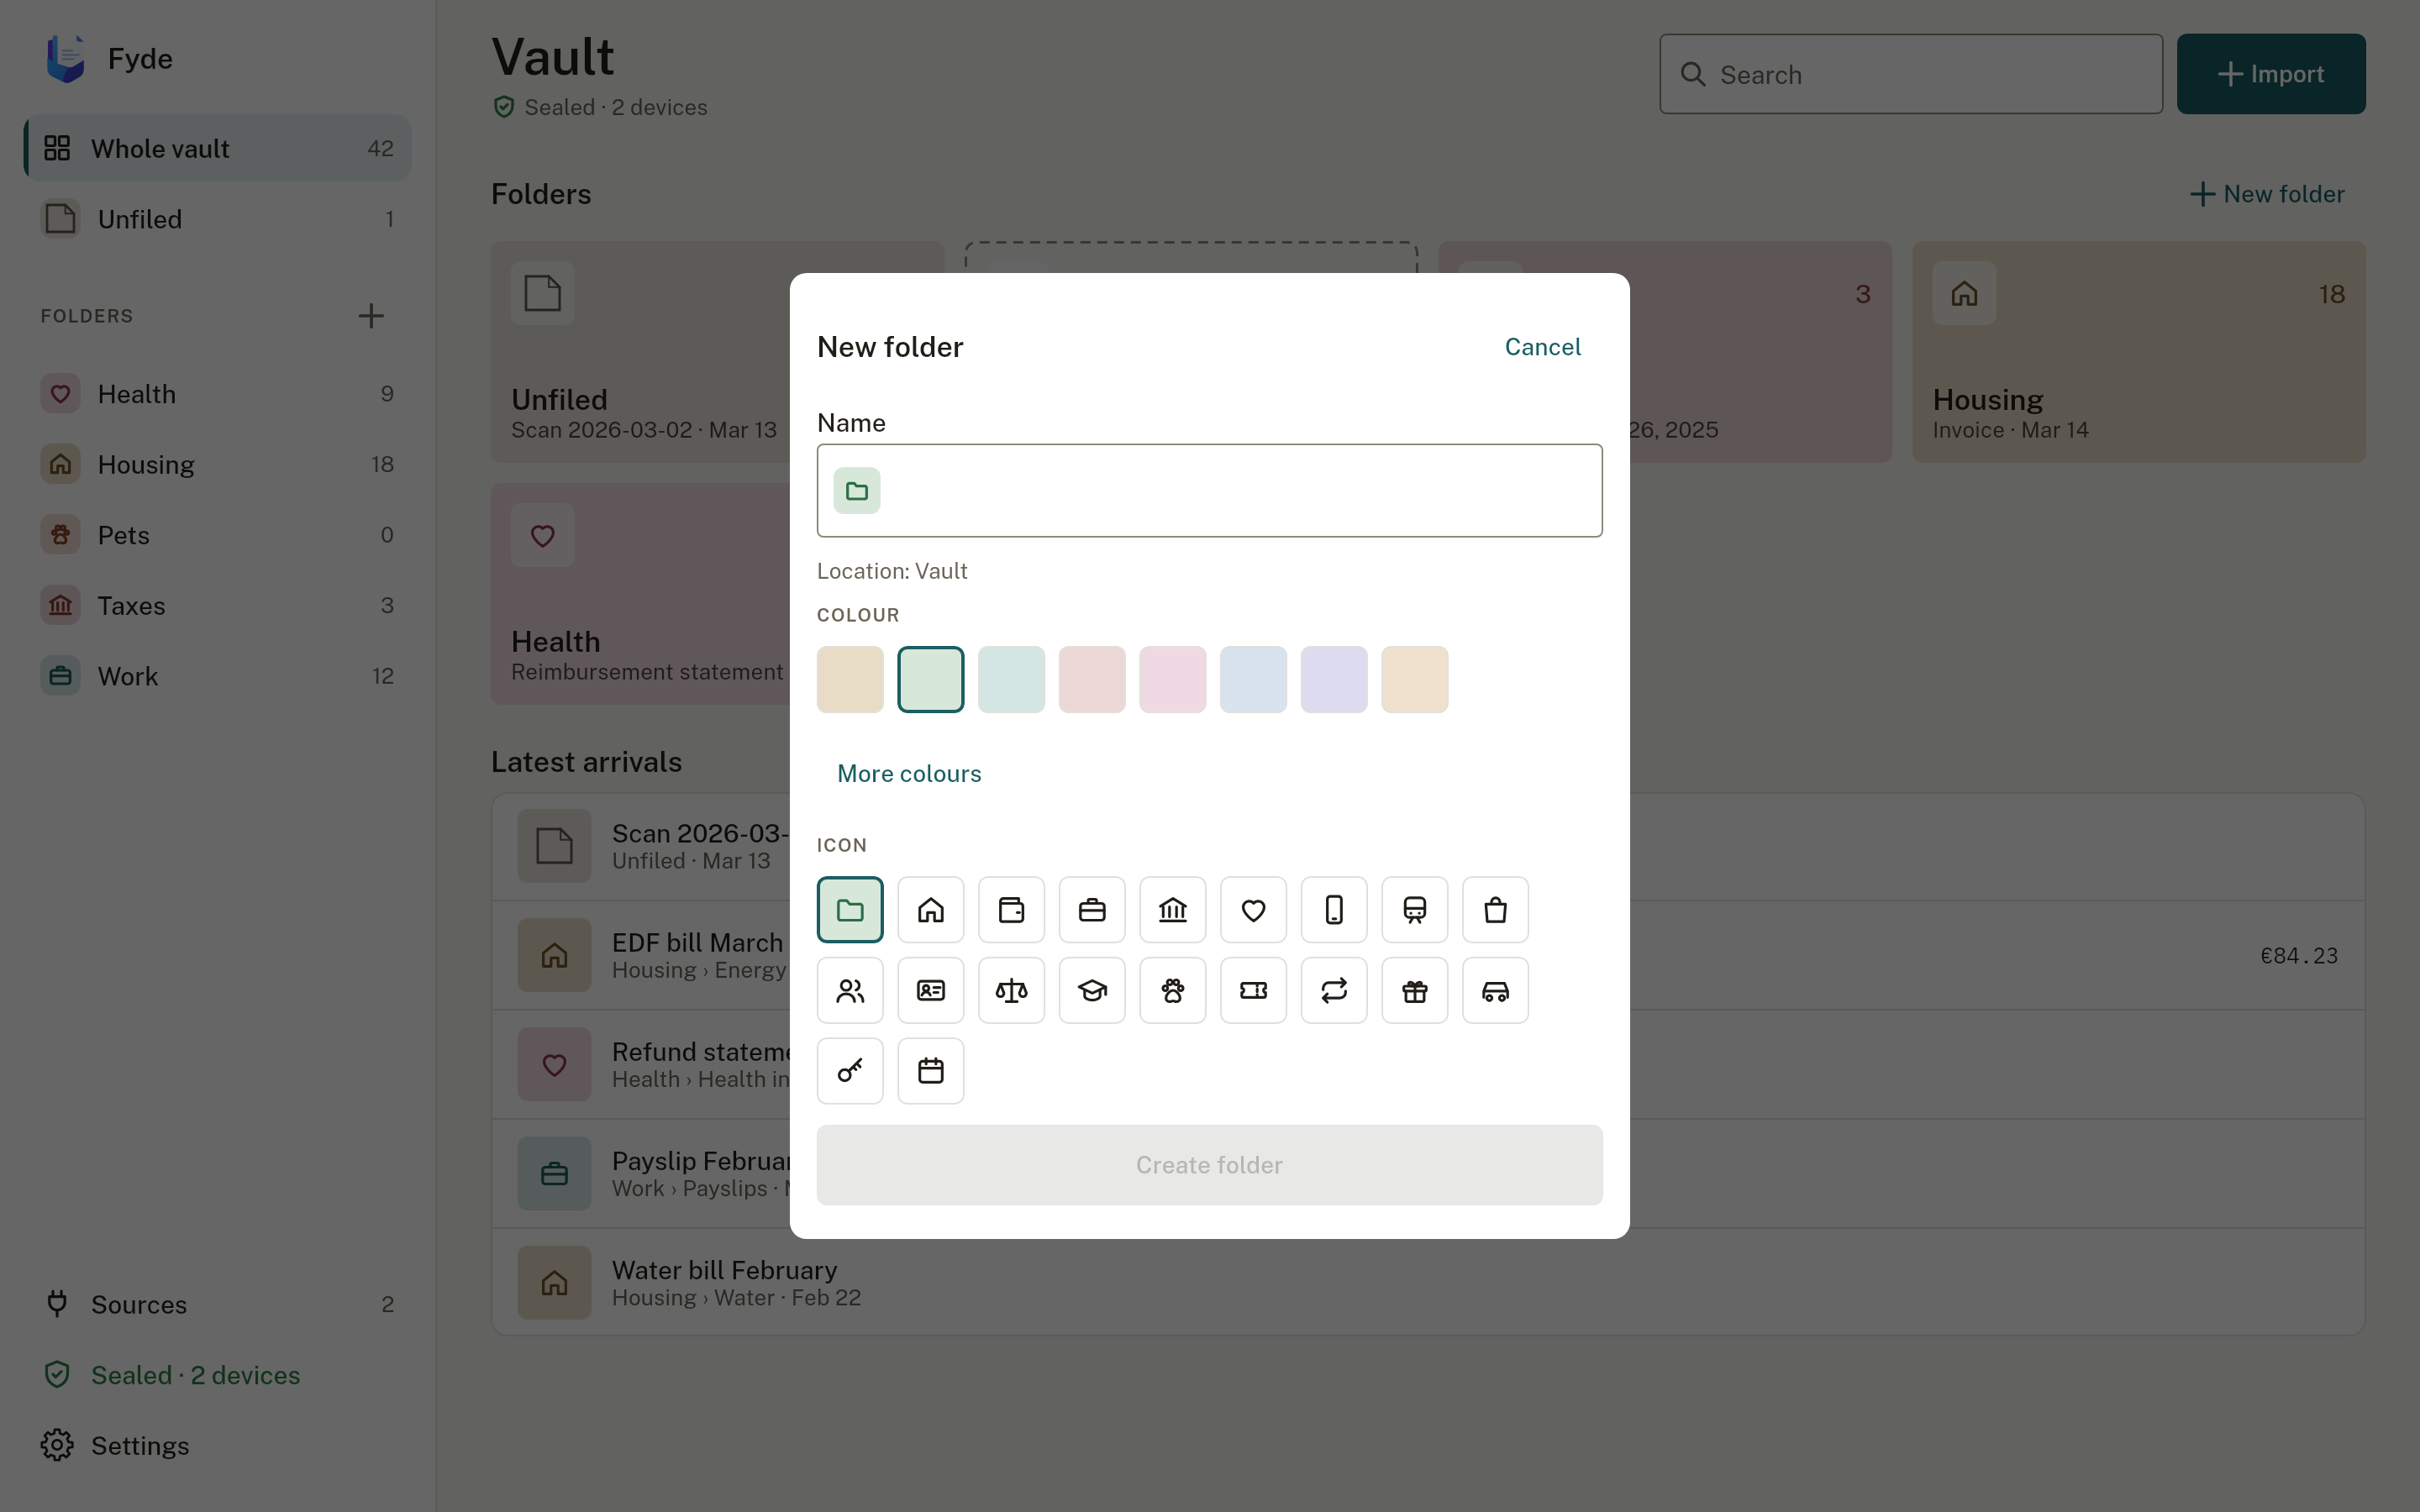 Fyde
Whole vault 42
Unfiled 1
FOLDERS
Health 9
Housing 18
Pets 0
Taxes 3
Work 12
Sources 2
Sealed · 2 devices
Settings
Vault
Sealed · 2 devices
Search
Import
Folders
New folder
Unfiled
Scan 2026-03-02 · Mar 13
3
26, 2025
18
Housing
Invoice · Mar 14
Health
Reimbursement statement
Latest arrivals
Scan 2026-03-
Unfiled · Mar 13
EDF bill March
Housing › Energy
€84.23
Refund stateme
Health › Health in
Payslip Februar
Work › Payslips ·
Water bill February
Housing › Water · Feb 22
New folder
Cancel
Name
Location: Vault
COLOUR
More colours
ICON
Create folder